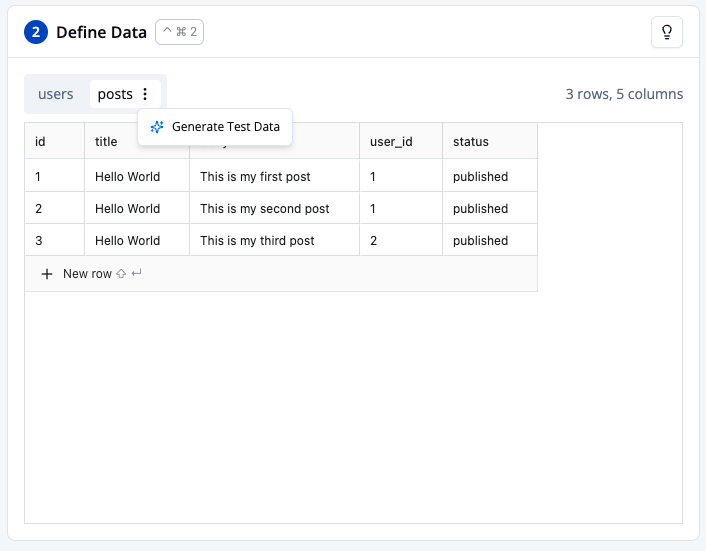 2 Define Data ^ ⌘ 2
users posts 3 rows, 5 columns
Generate Test Data
id title user_id status
1 Hello World This is my first post 1 published
2 Hello World This is my second post 1 published
3 Hello World This is my third post 2 published
+ New row ⇧ ↵